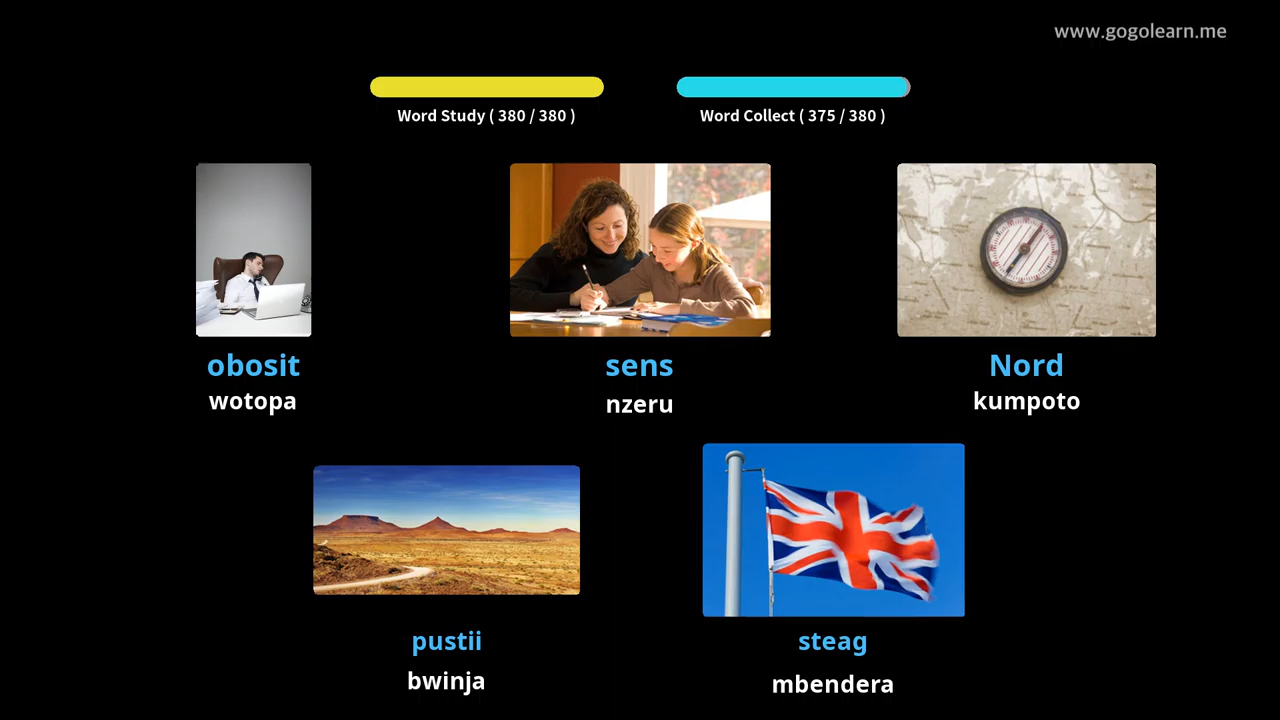 www.gogolearn.me
Word Study ( 380 / 380 )
Word Collect ( 375 / 380 )
obosit
wotopa
sens
nzeru
Nord
kumpoto
pustii
bwinja
steag
mbendera